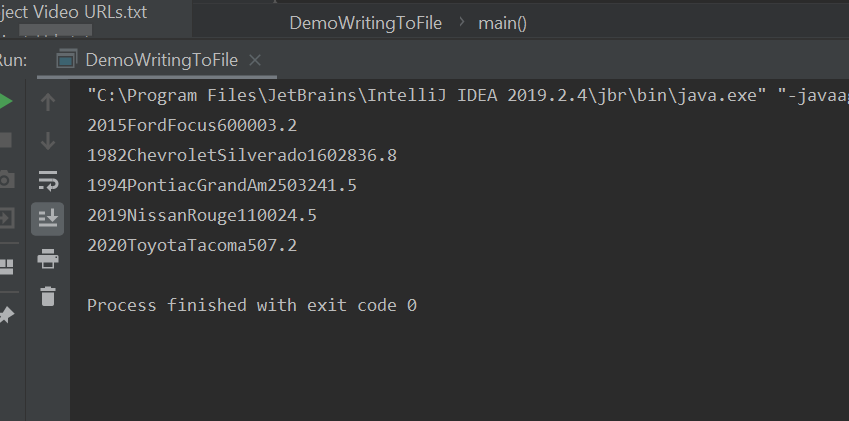 ject Video URLs.txt
DemoWritingToFile > main()
Run: DemoWritingToFile
"C:\Program Files\JetBrains\IntelliJ IDEA 2019.2.4\jbr\bin\java.exe" "-javaag
2015FordFocus600003.2
1982ChevroletSilverado1602836.8
1994PontiacGrandAm2503241.5
2019NissanRouge110024.5
2020ToyotaTacoma507.2
Process finished with exit code 0